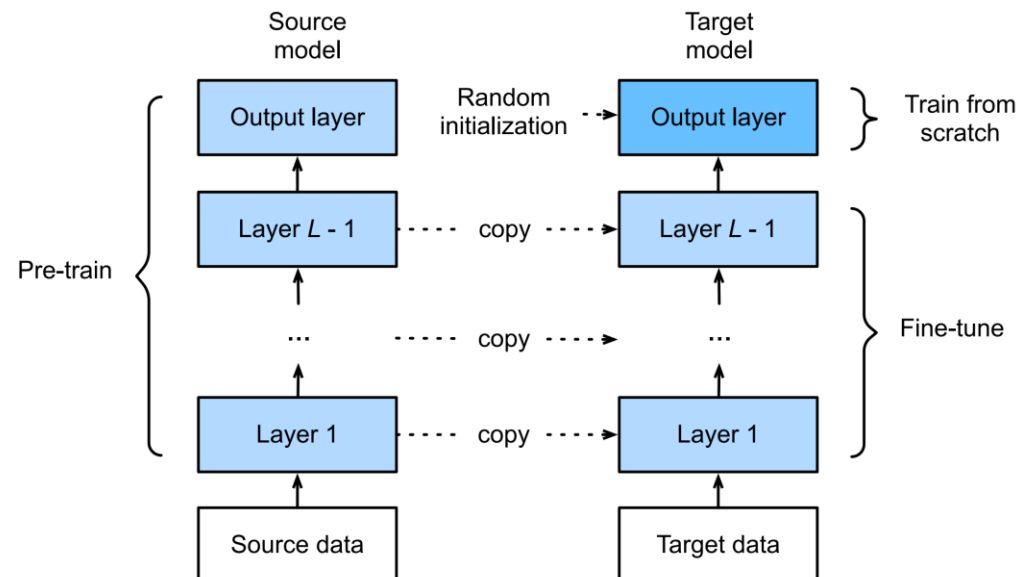 Source
model
Target
model
Output layer
Random
initialization
Output layer
Train from
scratch
Layer L - 1
copy
Layer L - 1
Pre-train
...
copy
...
Fine-tune
Layer 1
copy
Layer 1
Source data
Target data